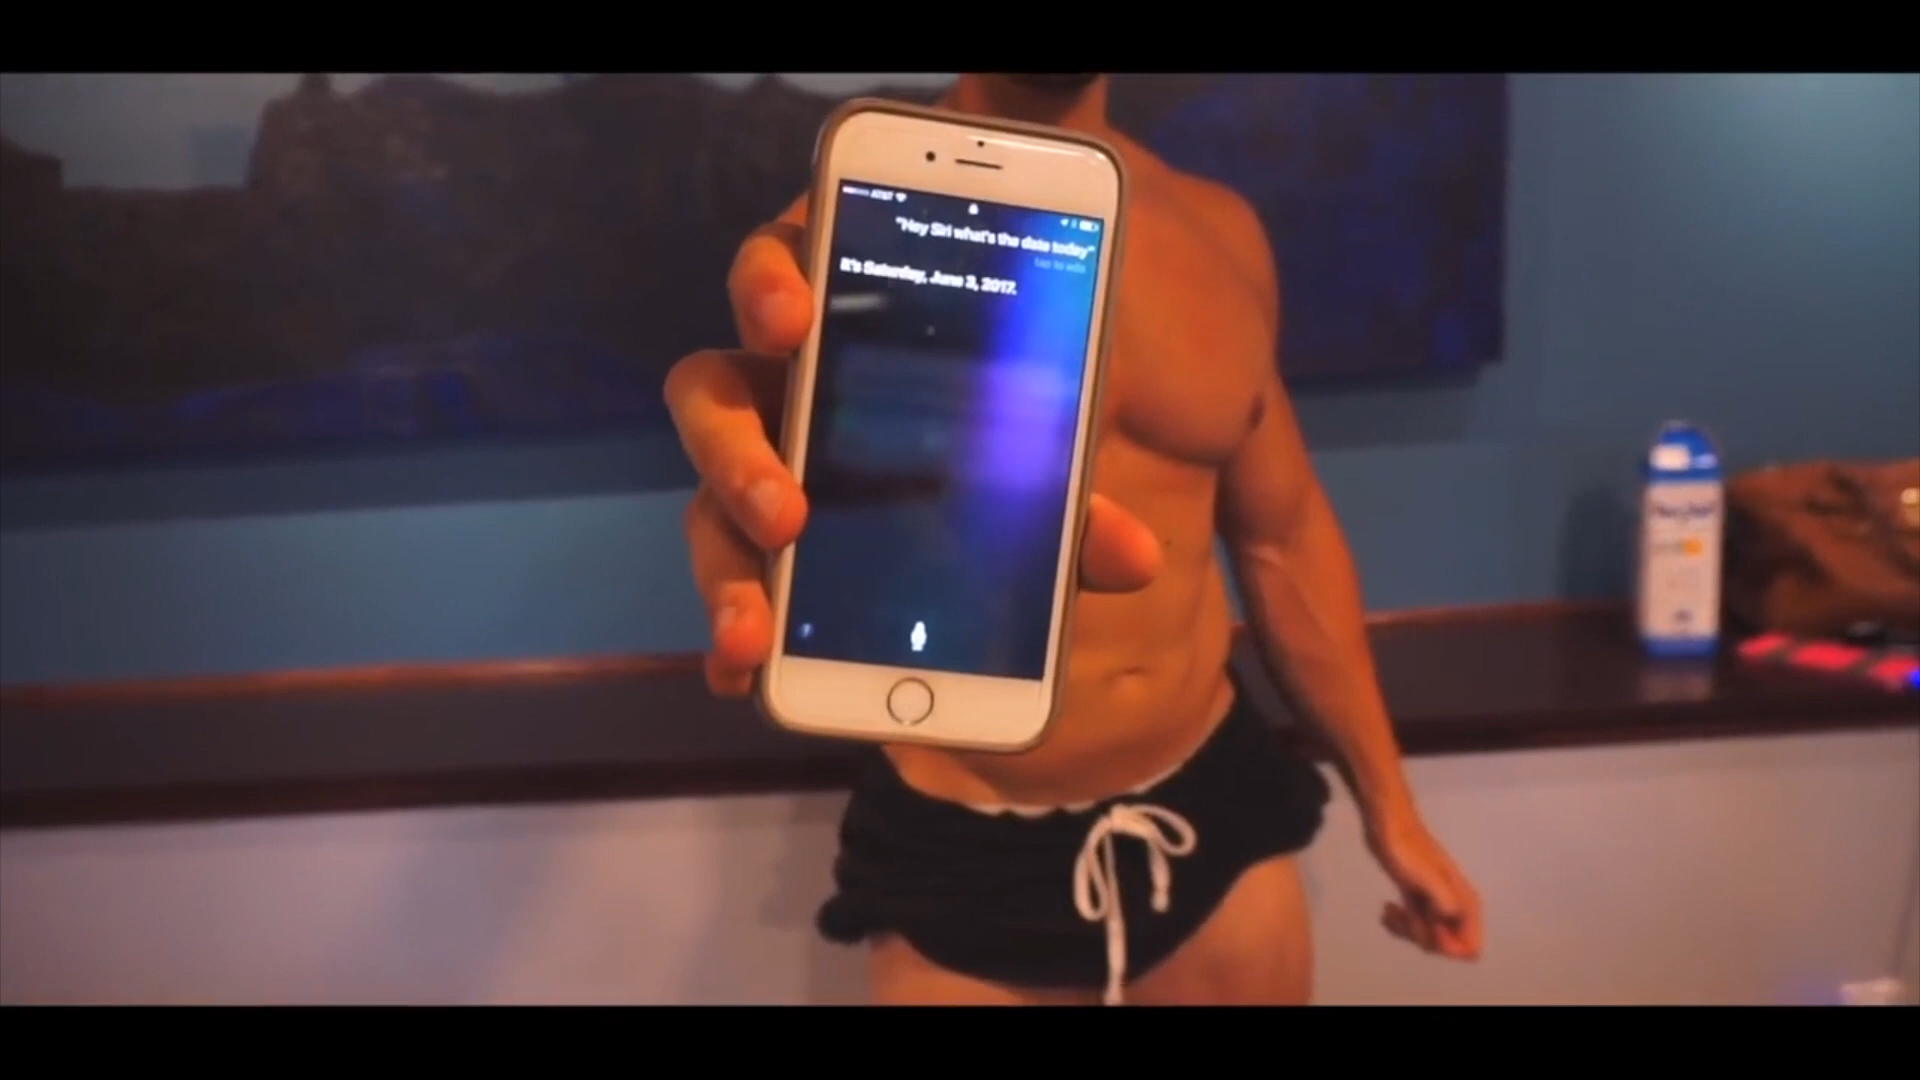 AT&T
"Hey Siri what's the date today"
tap to edit
It's Saturday, June 3, 2017.
?